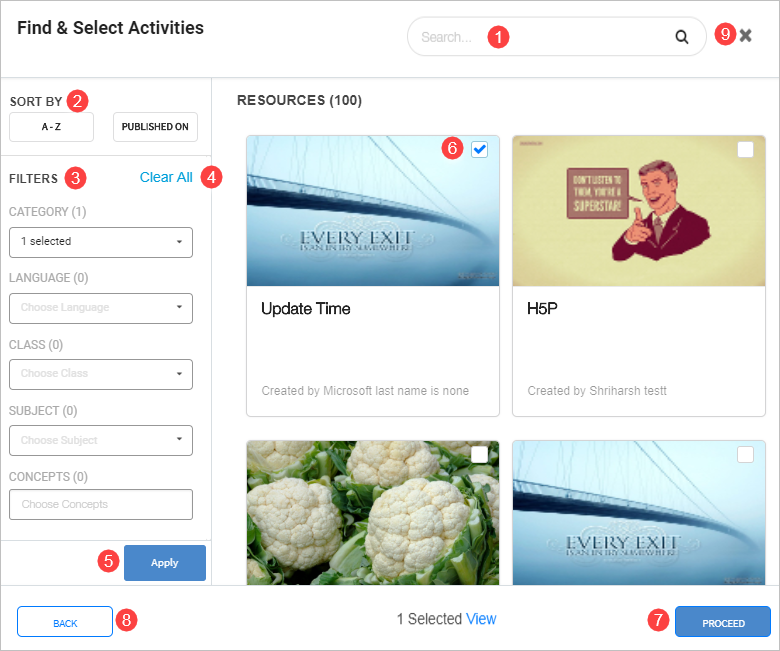 Find & Select Activities
Search...
1
9
SORT BY 2
A - Z
PUBLISHED ON
FILTERS 3
Clear All 4
CATEGORY (1)
1 selected
LANGUAGE (0)
Choose Language
CLASS (0)
Choose Class
SUBJECT (0)
Choose Subject
CONCEPTS (0)
Choose Concepts
5
Apply
RESOURCES (100)
6
EVERY EXIT
IS AN ENTRY SOMEWHERE
Update Time
Created by Microsoft last name is none
DON'T LISTEN TO
THEM, YOU'RE A
SUPERSTAR!
H5P
Created by Shriharsh testt
EVERY EXIT
IS AN ENTRY SOMEWHERE
BACK
8
1 Selected View
7
PROCEED